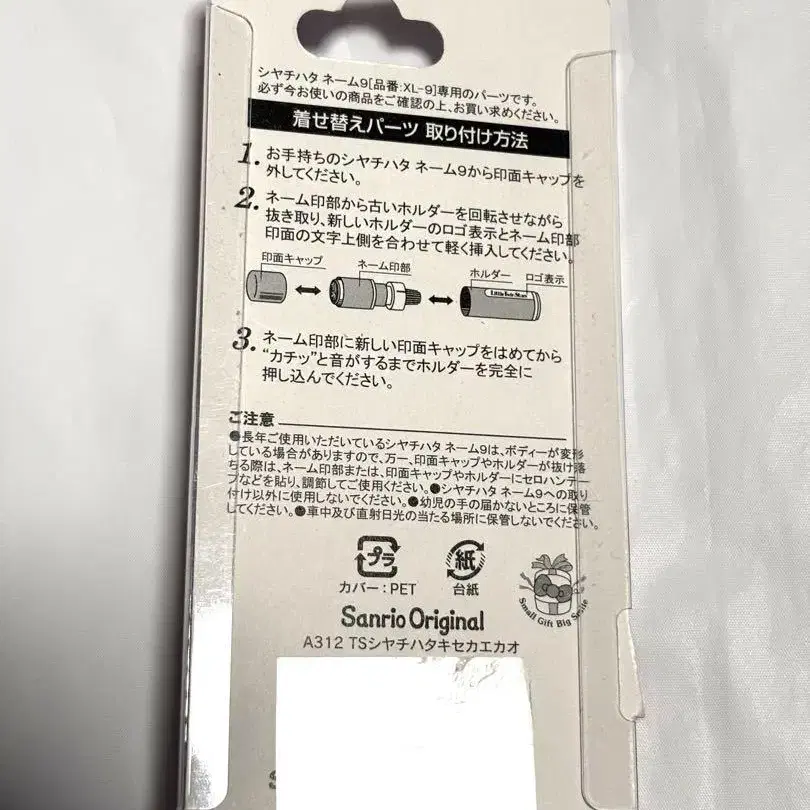 シヤチハタ ネーム9[品番:XL-9]専用のパーツです。
必ず今お使いの商品をご確認の上、お買い求めください。
着せ替えパーツ 取り付け方法
1. お手持ちのシヤチハタ ネーム9から印面キャップを
外してください。
2. ネーム印部から古いホルダーを回転させながら
抜き取り、新しいホルダーのロゴ表示とネーム印部
印面の文字上側を合わせて軽く挿入してください。
印面キャップ
ネーム印部
ホルダー
ロゴ表示
Little Twin Stars
3. ネーム印部に新しい印面キャップをはめてから
“カチッ”と音がするまでホルダーを完全に
押し込んでください。
ご注意
●長年ご使用いただいているシヤチハタ ネーム9は、ボディーが変形
している場合がありますので、万一、印面キャップやホルダーが抜け落
ちる際は、ネーム印部または、印面キャップやホルダーにセロハンテー
プなどを貼り、調節してご使用ください。●シヤチハタ ネーム9への取り
付け以外に使用しないでください。●幼児の手の届かないところに保管
してください。●車中及び直射日光の当たる場所に保管しないでください。
プラ
カバー:PET
紙
台紙
Small Gift Big Smile
Sanrio Original
A312 TSシヤチハタキセカエカオ